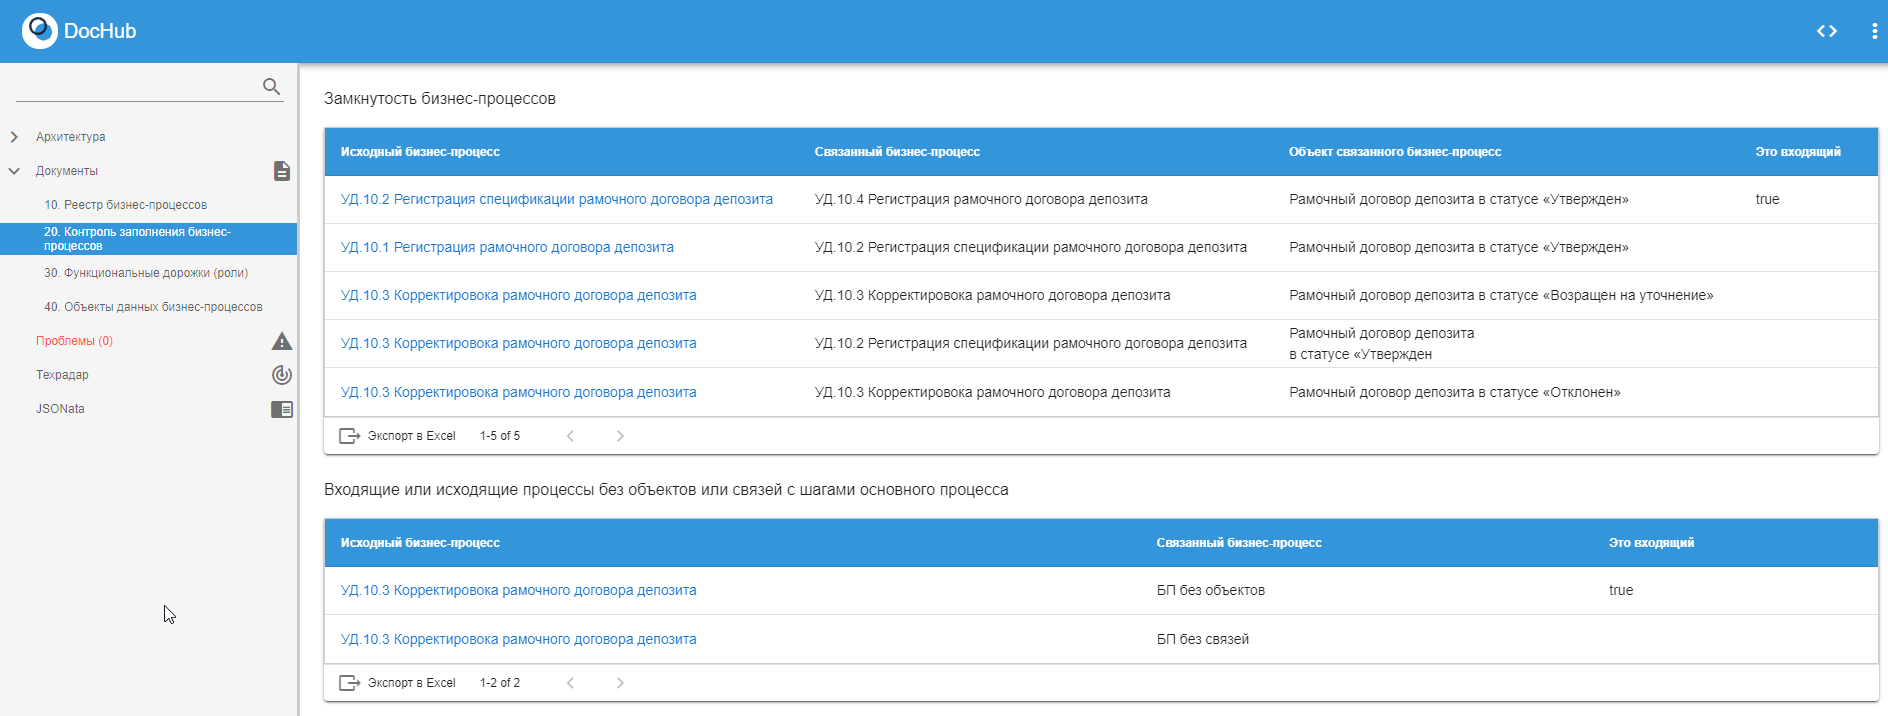 DocHub
Архитектура
Документы
10. Реестр бизнес-процессов
20. Контроль заполнения бизнес-
процессов
30. Функциональные дорожки (роли)
40. Объекты данных бизнес-процессов
Проблемы (0)
Техрадар
JSONata
Замкнутость бизнес-процессов
Исходный бизнес-процесс Связанный бизнес-процесс Объект связанного бизнес-процесс Это входящий
УД.10.2 Регистрация спецификации рамочного договора депозита УД.10.4 Регистрация рамочного договора депозита Рамочный договор депозита в статусе «Утвержден» true
УД.10.1 Регистрация рамочного договора депозита УД.10.2 Регистрация спецификации рамочного договора депозита Рамочный договор депозита в статусе «Утвержден»
УД.10.3 Корректировока рамочного договора депозита УД.10.3 Корректировока рамочного договора депозита Рамочный договор депозита в статусе «Возращен на уточнение»
УД.10.3 Корректировока рамочного договора депозита УД.10.2 Регистрация спецификации рамочного договора депозита Рамочный договор депозита
в статусе «Утвержден
УД.10.3 Корректировока рамочного договора депозита УД.10.3 Корректировока рамочного договора депозита Рамочный договор депозита в статусе «Отклонен»
Экспорт в Excel 1-5 of 5
Входящие или исходящие процессы без объектов или связей с шагами основного процесса
Исходный бизнес-процесс Связанный бизнес-процесс Это входящий
УД.10.3 Корректировока рамочного договора депозита БП без объектов true
УД.10.3 Корректировока рамочного договора депозита БП без связей
Экспорт в Excel 1-2 of 2